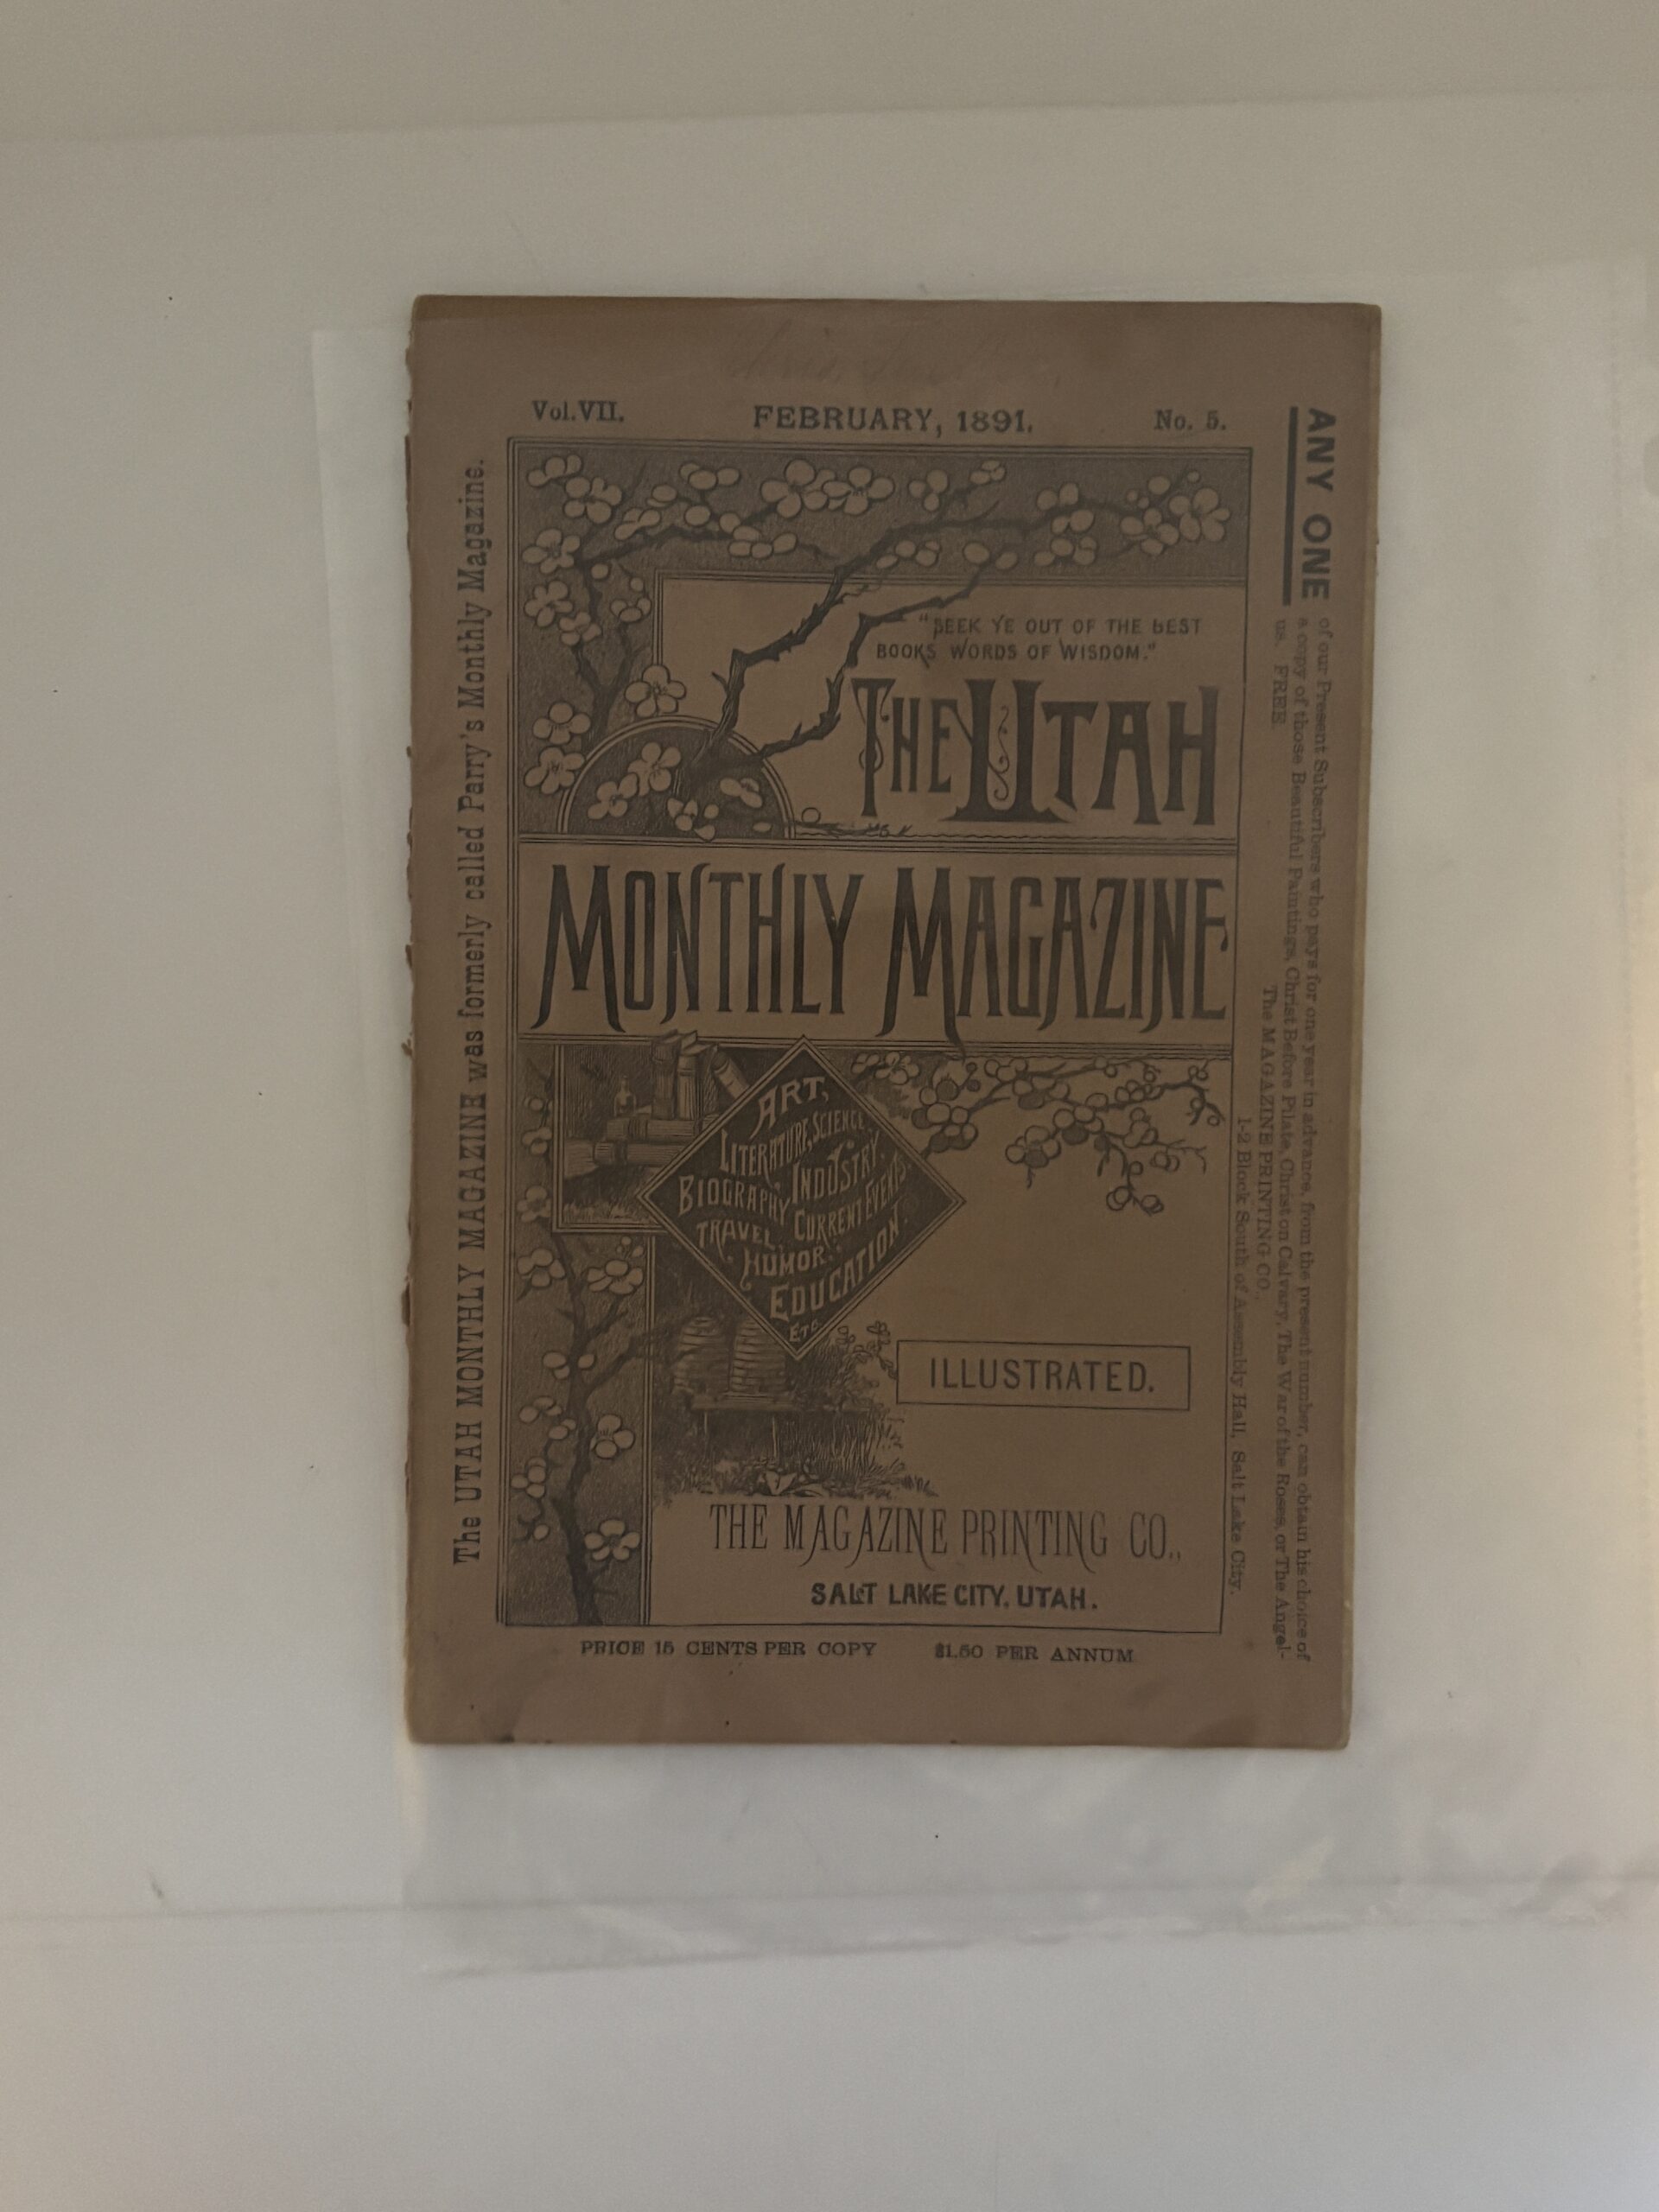 Vol.VII. FEBRUARY, 1891. No. 5.
"SEEK YE OUT OF THE BEST
BOOKS WORDS OF WISDOM."
THE UTAH
MONTHLY MAGAZINE
ART,
LITERATURE, SCIENCE,
BIOGRAPHY, INDUSTRY,
TRAVEL, CURRENT EVENTS,
HUMOR,
EDUCATION,
ETC.
ILLUSTRATED.
THE MAGAZINE PRINTING CO.,
SALT LAKE CITY, UTAH.
PRICE 15 CENTS PER COPY $1.50 PER ANNUM
The UTAH MONTHLY MAGAZINE was formerly called Parry's Monthly Magazine.
ANY ONE of our Present Subscribers who pays for one year in advance, from the present number, can obtain his choice of
a copy of those Beautiful Paintings, Christ Before Pilate, Christ on Calvary, The War of the Roses, or The Angel-
us. FREE.
The MAGAZINE PRINTING CO.
1-2 Block South of Assembly Hall, Salt Lake City.